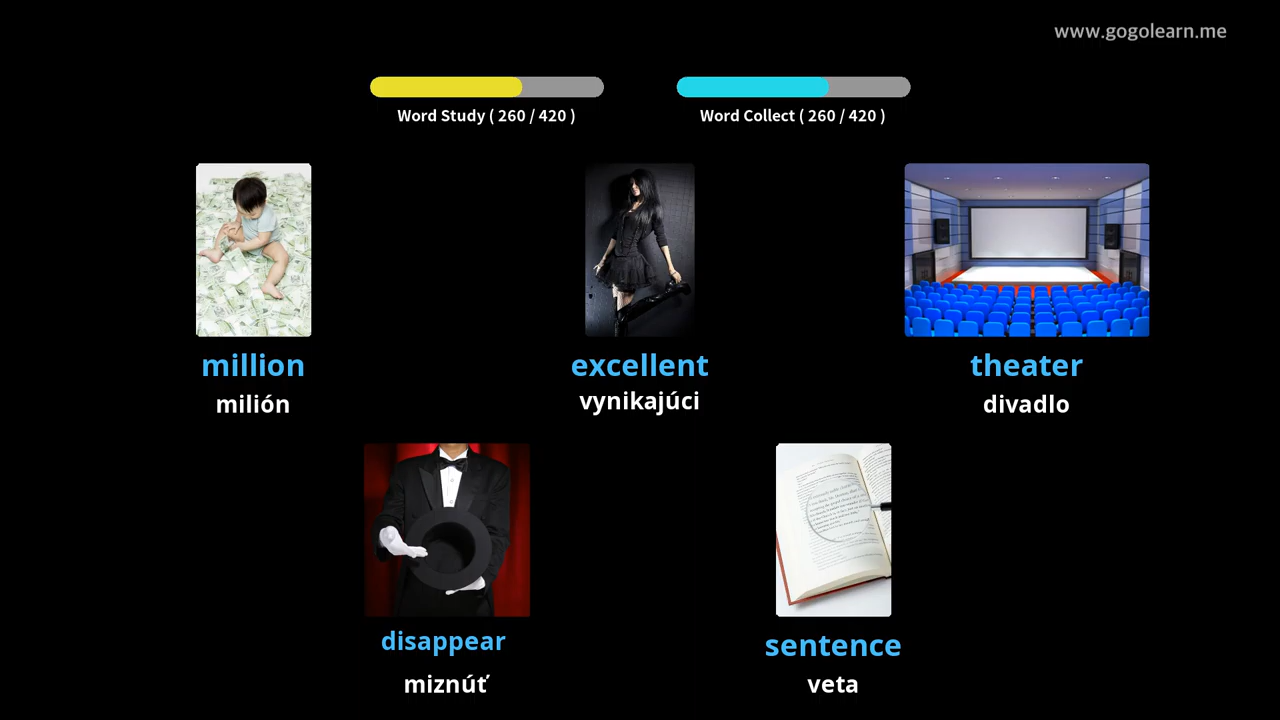 www.gogolearn.me
Word Study ( 260 / 420 )
Word Collect ( 260 / 420 )
million
milión
excellent
vynikajúci
theater
divadlo
disappear
miznúť
sentence
veta